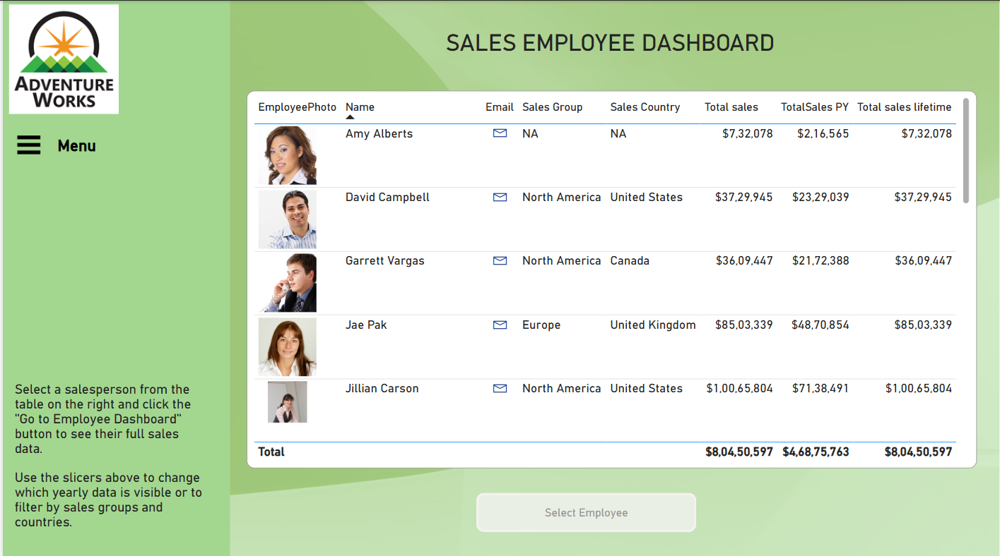 ADVENTURE
WORKS
Menu
Select a salesperson from the
table on the right and click the
"Go to Employee Dashboard"
button to see their full sales
data.
Use the slicers above to change
which yearly data is visible or to
filter by sales groups and
countries.
SALES EMPLOYEE DASHBOARD
EmployeePhoto Name Email Sales Group Sales Country Total sales TotalSales PY Total sales lifetime
Amy Alberts NA NA $7,32,078 $2,16,565 $7,32,078
David Campbell North America United States $37,29,945 $23,29,039 $37,29,945
Garrett Vargas North America Canada $36,09,447 $21,72,388 $36,09,447
Jae Pak Europe United Kingdom $85,03,339 $48,70,854 $85,03,339
Jillian Carson North America United States $1,00,65,804 $71,38,491 $1,00,65,804
Total $8,04,50,597 $4,68,75,763 $8,04,50,597
Select Employee